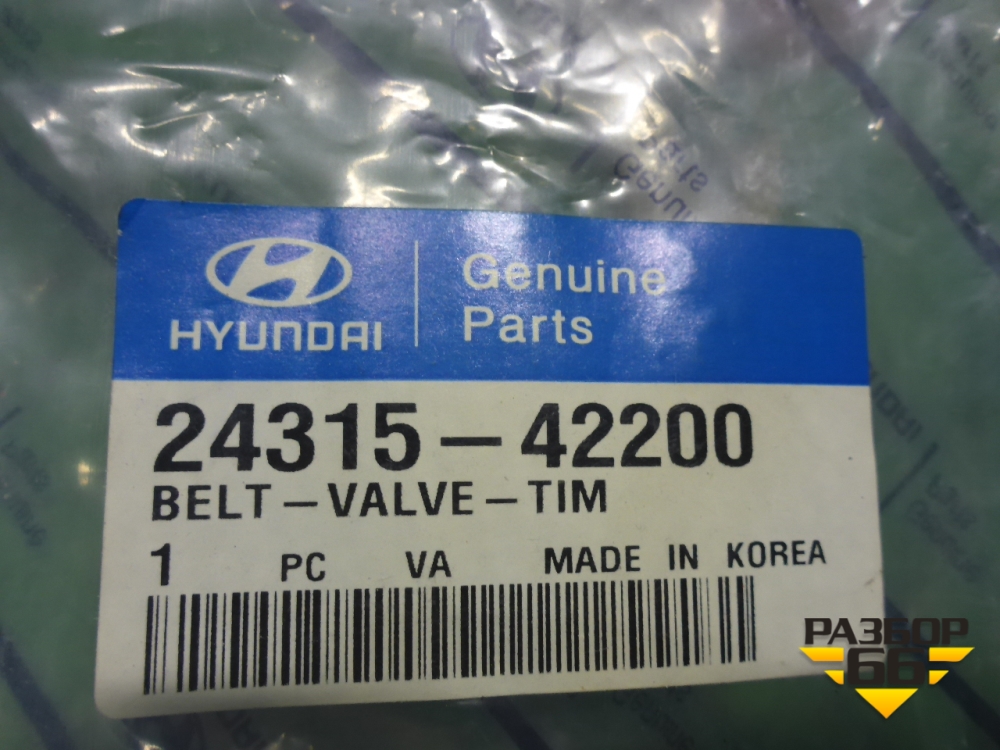 HYUNDAI
Genuine
Parts
24315-42200
BELT-VALVE-TIM
1 PC VA MADE IN KOREA
РАЗБОР
66